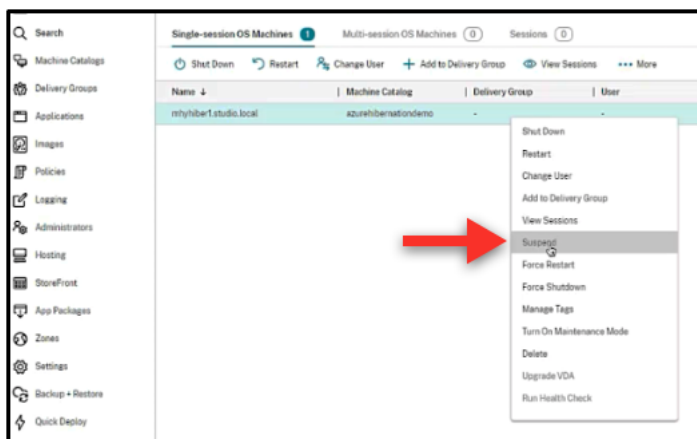 Search
Machine Catalogs
Delivery Groups
Applications
Images
Policies
Logging
Administrators
Hosting
StoreFront
App Packages
Zones
Settings
Backup + Restore
Quick Deploy
Single-session OS Machines 1 Multi-session OS Machines 0 Sessions 0
Shut Down Restart Change User Add to Delivery Group View Sessions More
Name ↓ Machine Catalog Delivery Group User
mhyhiber1.studio.local azurehibernationdemo - -
Shut Down
Restart
Change User
Add to Delivery Group
View Sessions
Suspend
Force Restart
Force Shutdown
Manage Tags
Turn On Maintenance Mode
Delete
Upgrade VDA
Run Health Check